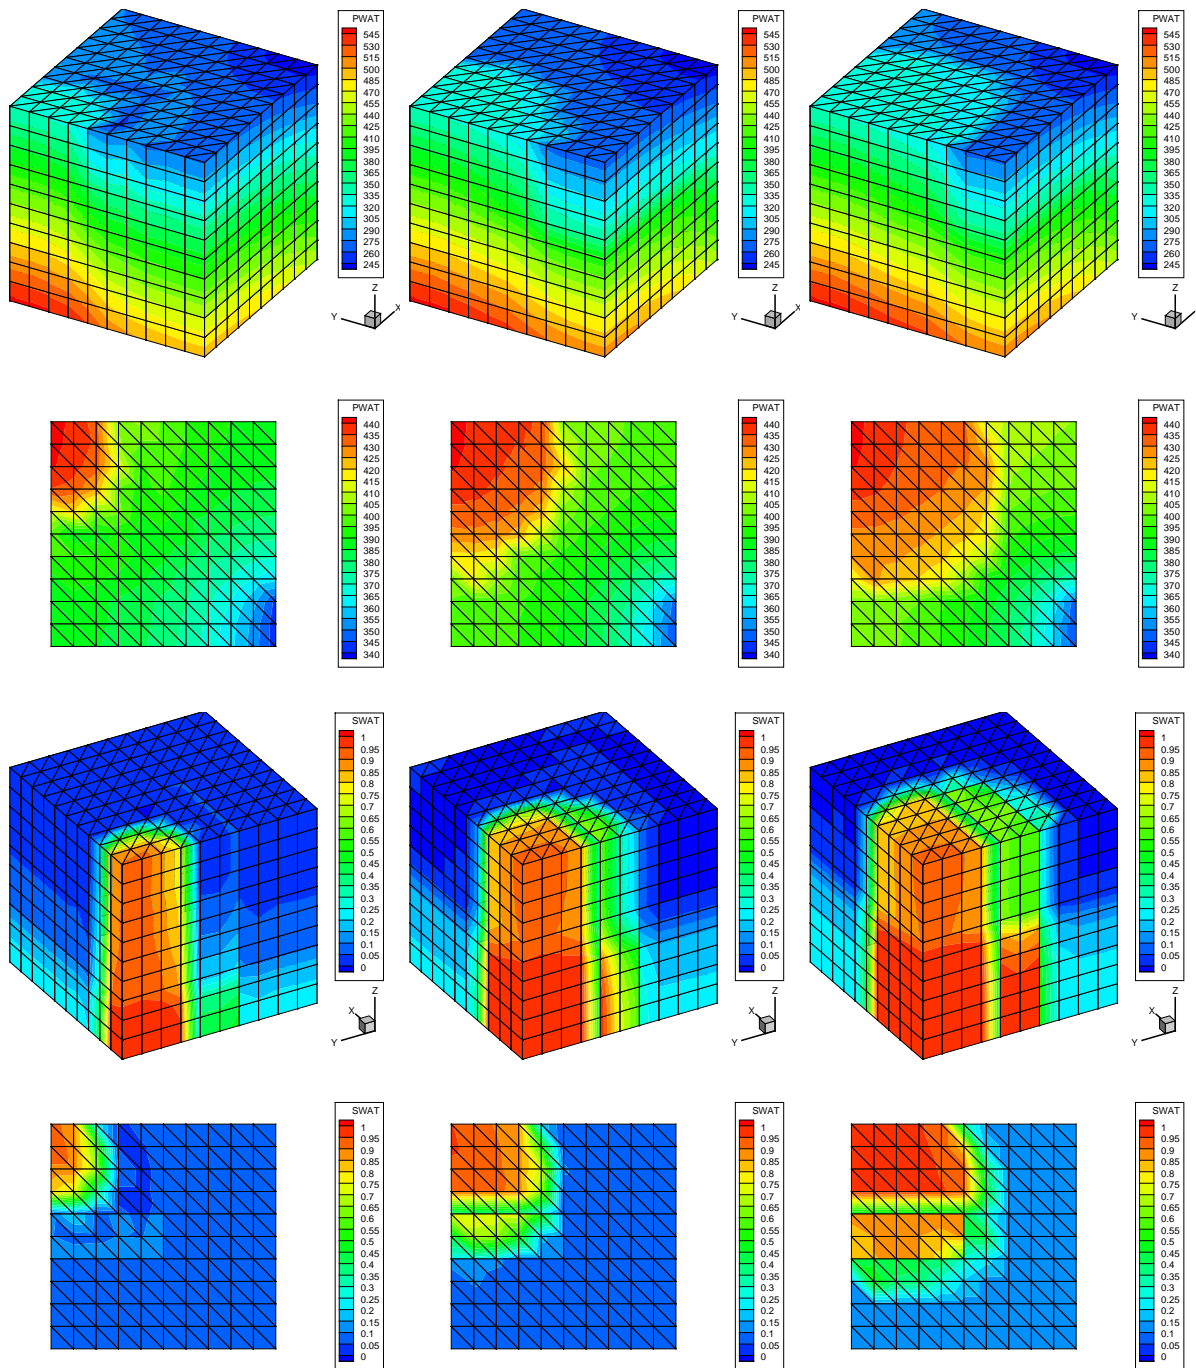 PWAT PWAT PWAT
545 545 545
530 530 530
515 515 515
500 500 500
485 485 485
470 470 470
455 455 455
440 440 440
425 425 425
410 410 410
395 395 395
380 380 380
365 365 365
350 350 350
335 335 335
320 320 320
305 305 305
290 290 290
275 275 275
260 260 260
245 245 245
Z Z Z
X X
Y Y Y
PWAT PWAT PWAT
440 440 440
435 435 435
430 430 430
425 425 425
420 420 420
415 415 415
410 410 410
405 405 405
400 400 400
395 395 395
390 390 390
385 385 385
380 380 380
375 375 375
370 370 370
365 365 365
360 360 360
355 355 355
350 350 350
345 345 345
340 340 340
SWAT SWAT SWAT
1 1 1
0.95 0.95 0.95
0.9 0.9 0.9
0.85 0.85 0.85
0.8 0.8 0.8
0.75 0.75 0.75
0.7 0.7 0.7
0.65 0.65 0.65
0.6 0.6 0.6
0.55 0.55 0.55
0.5 0.5 0.5
0.45 0.45 0.45
0.4 0.4 0.4
0.35 0.35 0.35
0.3 0.3 0.3
0.25 0.25 0.25
0.2 0.2 0.2
0.15 0.15 0.15
0.1 0.1 0.1
0.05 0.05 0.05
0 0 0
Z Z Z
X X X
Y Y Y
SWAT SWAT SWAT
1 1 1
0.95 0.95 0.95
0.9 0.9 0.9
0.85 0.85 0.85
0.8 0.8 0.8
0.75 0.75 0.75
0.7 0.7 0.7
0.65 0.65 0.65
0.6 0.6 0.6
0.55 0.55 0.55
0.5 0.5 0.5
0.45 0.45 0.45
0.4 0.4 0.4
0.35 0.35 0.35
0.3 0.3 0.3
0.25 0.25 0.25
0.2 0.2 0.2
0.15 0.15 0.15
0.1 0.1 0.1
0.05 0.05 0.05
0 0 0